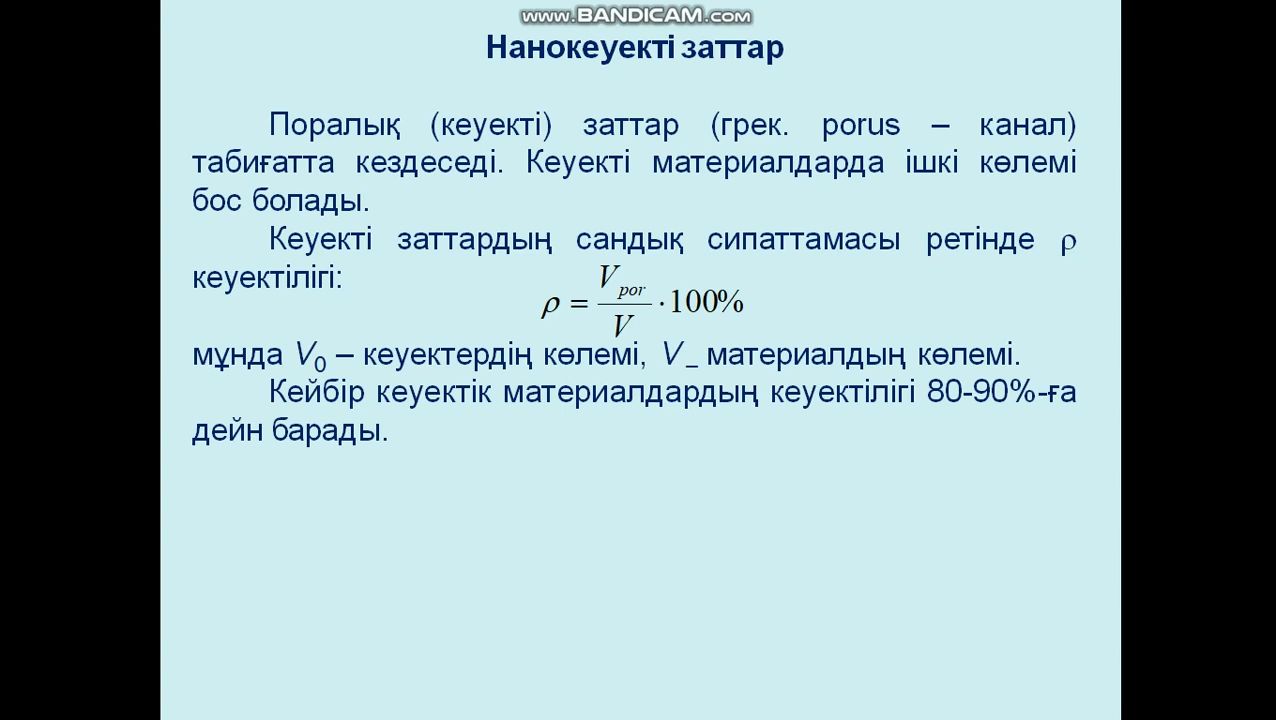 www.BANDICAM.com
Нанокеуекті заттар
Поралық (кеуекті) заттар (грек. porus – канал)
табиғатта кездеседі. Кеуекті материалдарда ішкі көлемі
бос болады.
Кеуекті заттардың сандық сипаттамасы ретінде ρ
кеуектілігі:
ρ = V_por / V · 100%
мұнда V₀ – кеуектердің көлемі, V – материалдың көлемі.
Кейбір кеуектік материалдардың кеуектілігі 80-90%-ға
дейн барады.